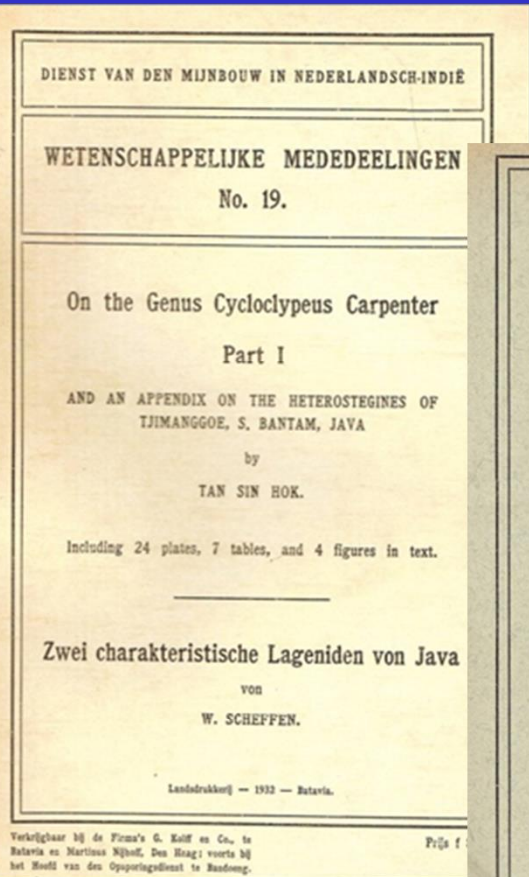 DIENST VAN DEN MIJNBOUW IN NEDERLANDSCH-INDIË
WETENSCHAPPELIJKE MEDEDEELINGEN
No. 19.
On the Genus Cycloclypeus Carpenter
Part I
AND AN APPENDIX ON THE HETEROSTEGINES OF
TJIMANGGOE, S. BANTAM, JAVA
by
TAN SIN HOK.
Including 24 plates, 7 tables, and 4 figures in text.
Zwei charakteristische Lageniden von Java
von
W. SCHEFFEN.
Landsdrukkerij — 1932 — Batavia.
Verkrijgbaar bij de Firma's G. Kolff en Co., te
Batavia en Martinus Nijhoff, Den Haag; voorts bij
het Hoofd van den Opsporingsdienst te Bandoeng.
Prijs f